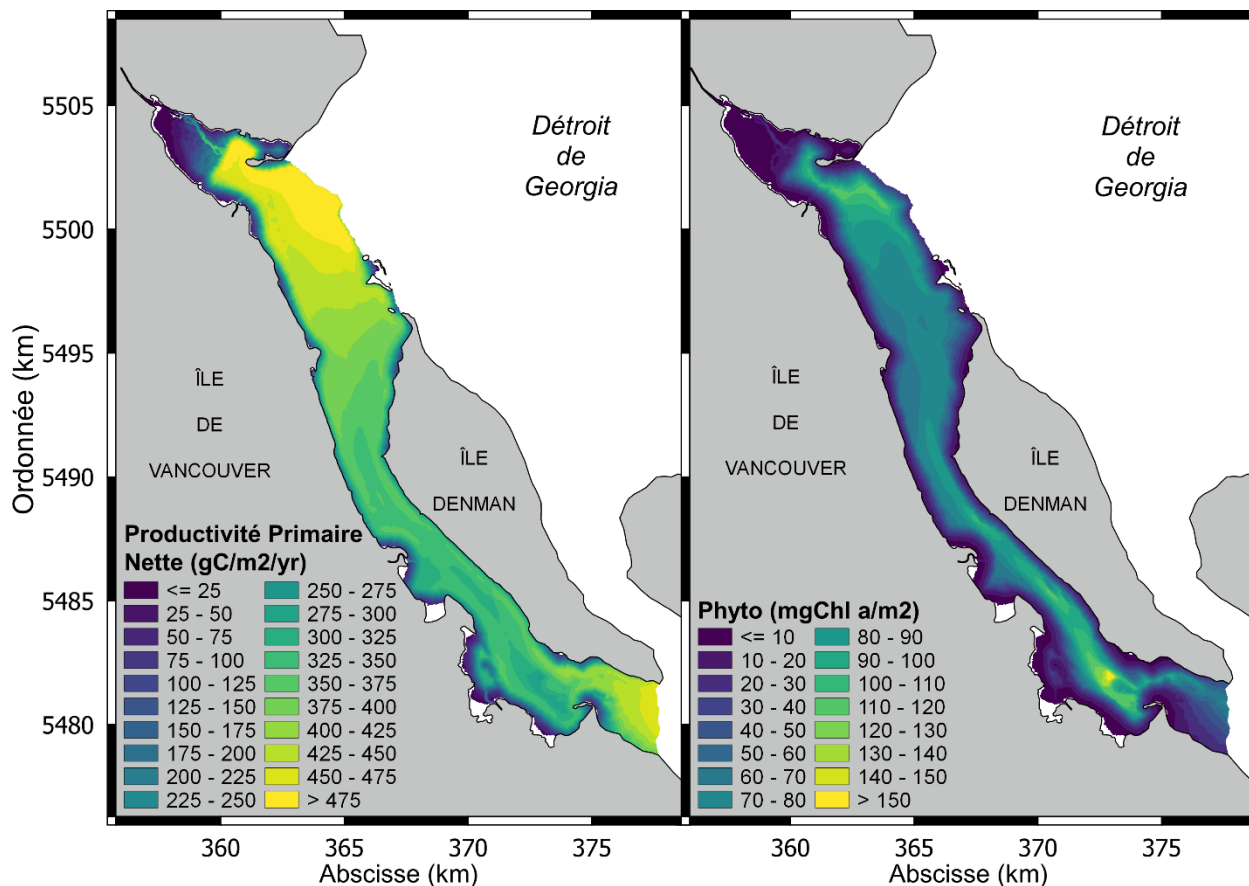 5505
5500
5495
5490
5485
5480
Ordonnée (km)
Détroit
de
Georgia
ÎLE
DE
VANCOUVER
ÎLE
DENMAN
Productivité Primaire
Nette (gC/m2/yr)
<= 25
25 - 50
50 - 75
75 - 100
100 - 125
125 - 150
150 - 175
175 - 200
200 - 225
225 - 250
250 - 275
275 - 300
300 - 325
325 - 350
350 - 375
375 - 400
400 - 425
425 - 450
450 - 475
> 475
360
365
370
375
Abscisse (km)
Détroit
de
Georgia
ÎLE
DE
VANCOUVER
ÎLE
DENMAN
Phyto (mgChl a/m2)
<= 10
10 - 20
20 - 30
30 - 40
40 - 50
50 - 60
60 - 70
70 - 80
80 - 90
90 - 100
100 - 110
110 - 120
120 - 130
130 - 140
140 - 150
> 150
360
365
370
375
Abscisse (km)